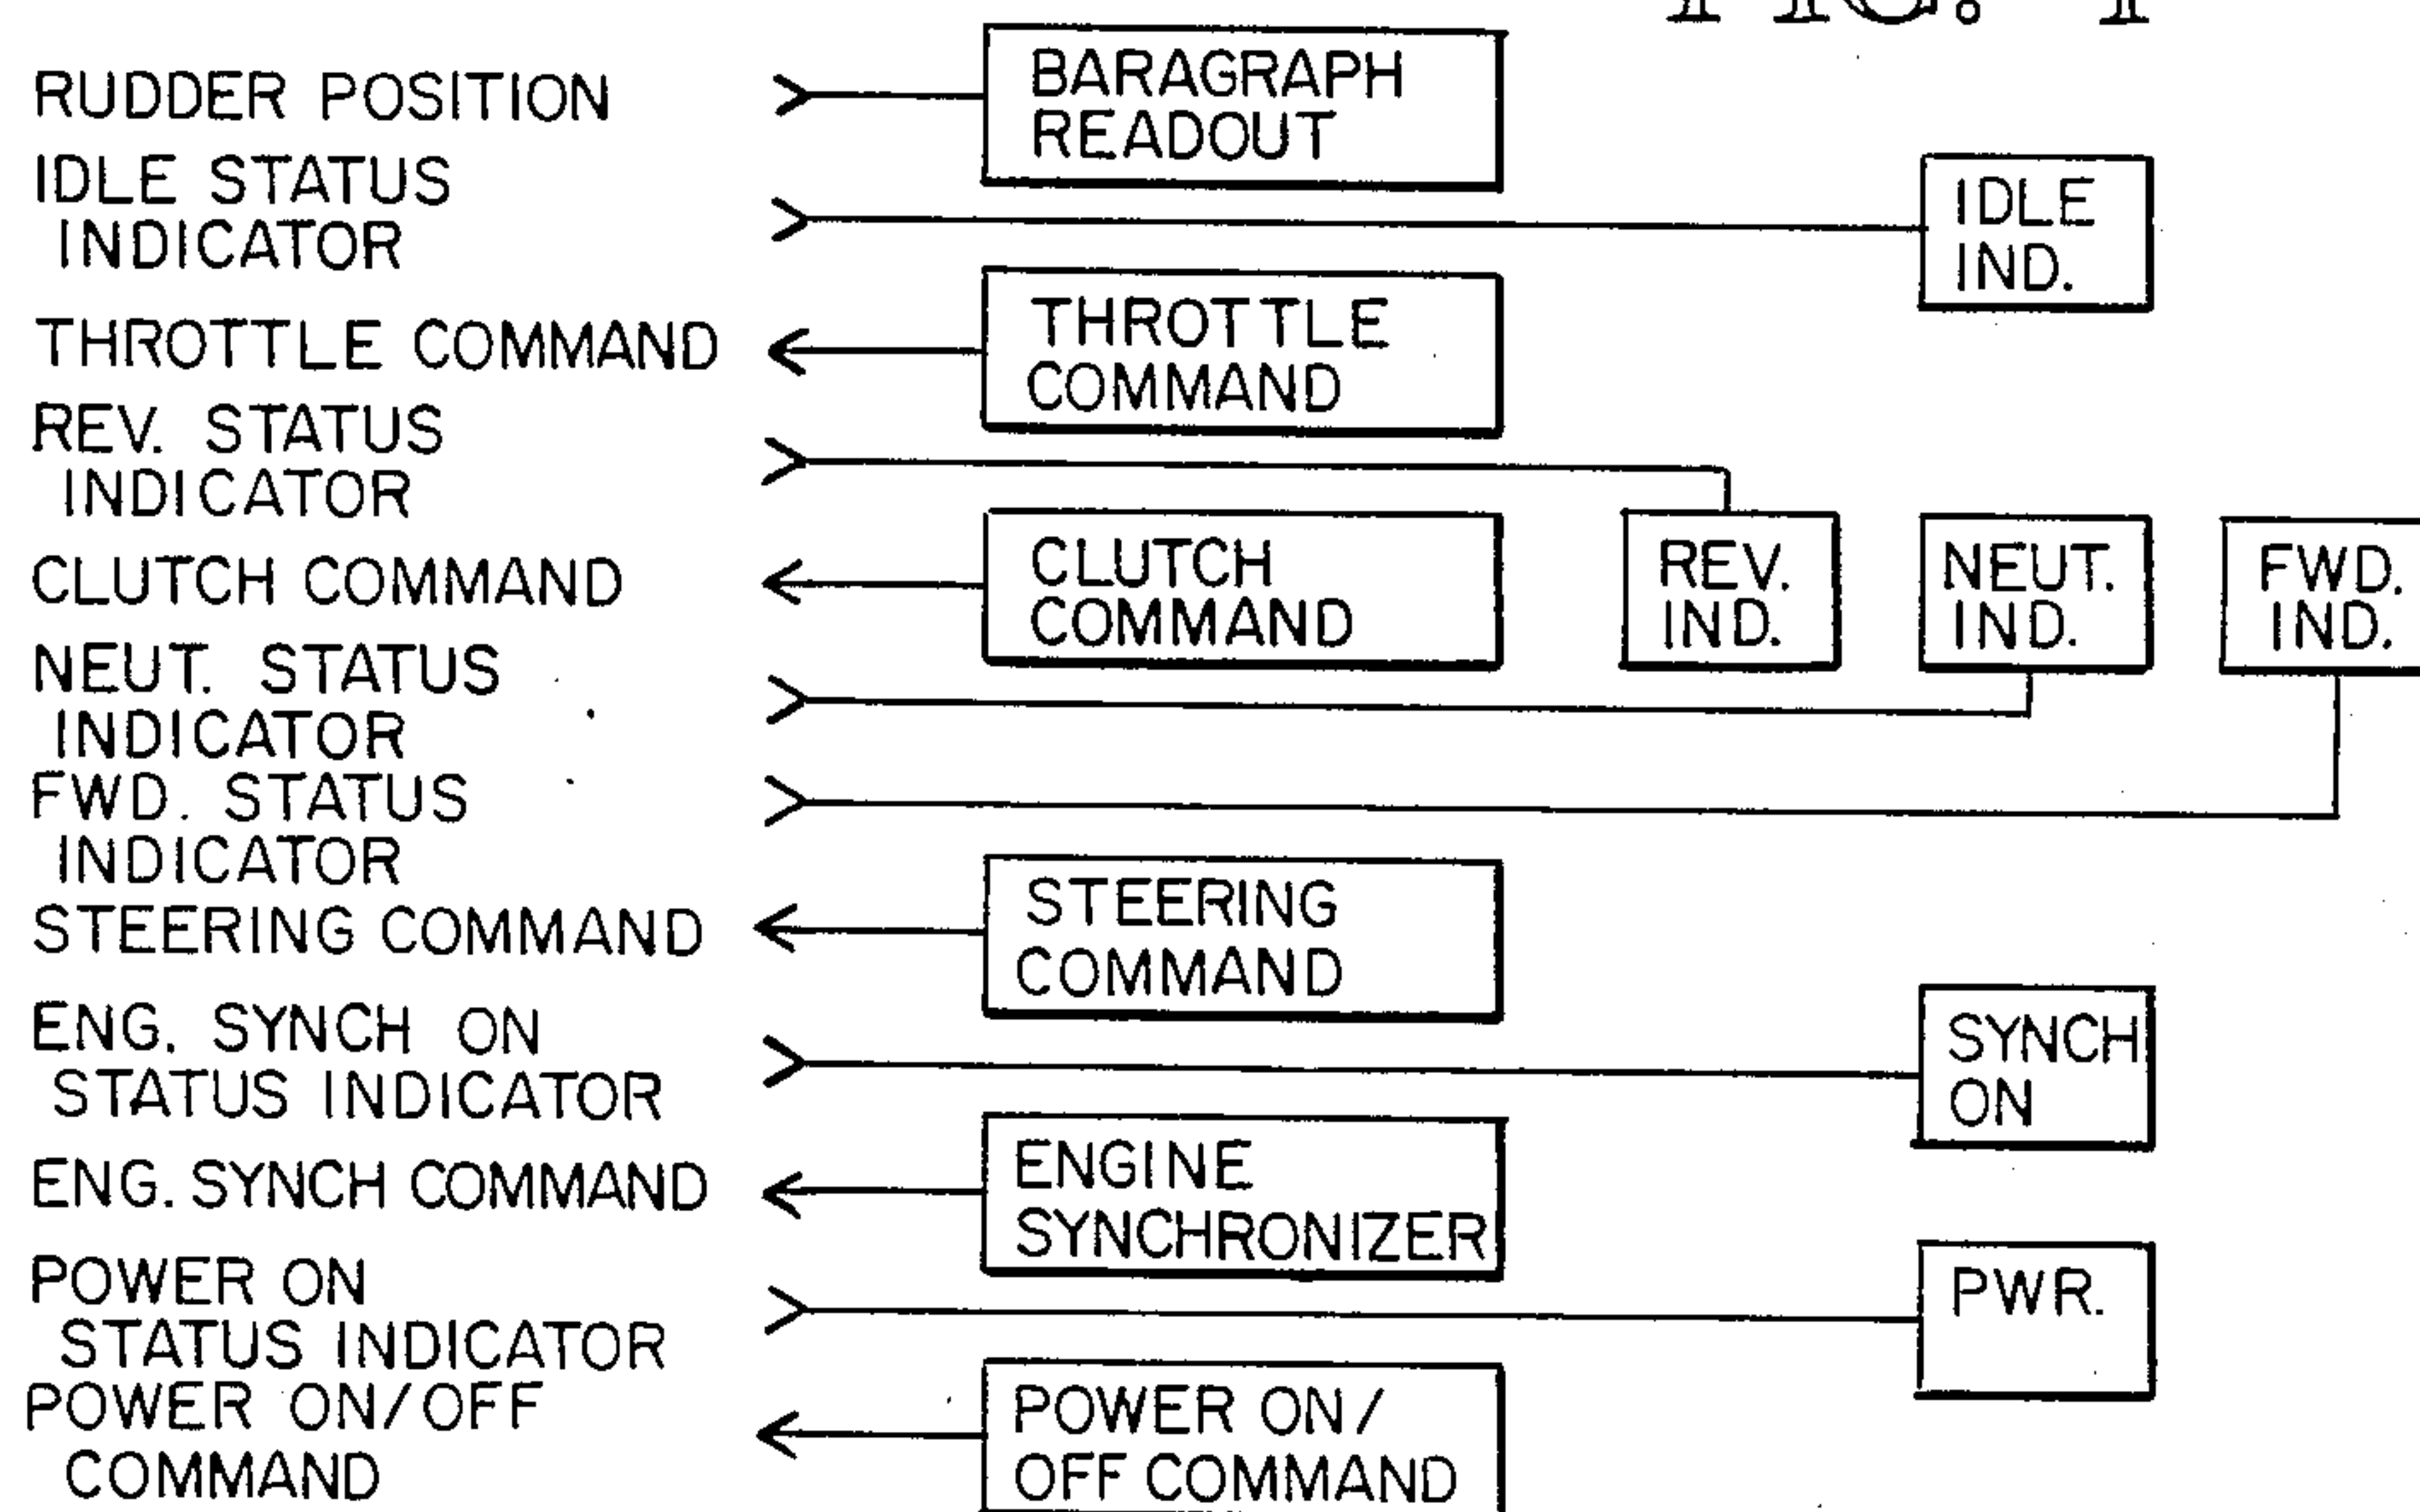 FIG. 1
RUDDER POSITION
BARAGRAPH
READOUT
IDLE STATUS
INDICATOR
IDLE
IND.
THROTTLE COMMAND
THROTTLE
COMMAND
REV. STATUS
INDICATOR
CLUTCH COMMAND
CLUTCH
COMMAND
REV.
IND.
NEUT.
IND.
FWD.
IND.
NEUT. STATUS
INDICATOR
FWD. STATUS
INDICATOR
STEERING COMMAND
STEERING
COMMAND
ENG. SYNCH ON
STATUS INDICATOR
SYNCH
ON
ENG. SYNCH COMMAND
ENGINE
SYNCHRONIZER
POWER ON
STATUS INDICATOR
PWR.
POWER ON/OFF
COMMAND
POWER ON/
OFF COMMAND